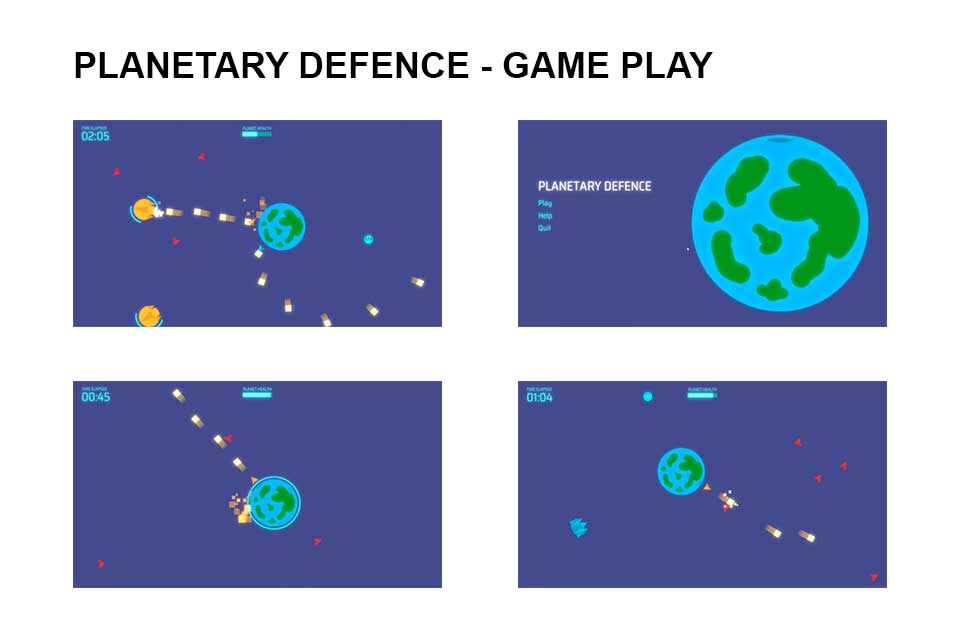 PLANETARY DEFENCE - GAME PLAY
TIME ELAPSED
02:05
PLANET HEALTH
PLANETARY DEFENCE
Play
Help
Quit
TIME ELAPSED
00:45
PLANET HEALTH
TIME ELAPSED
01:04
PLANET HEALTH